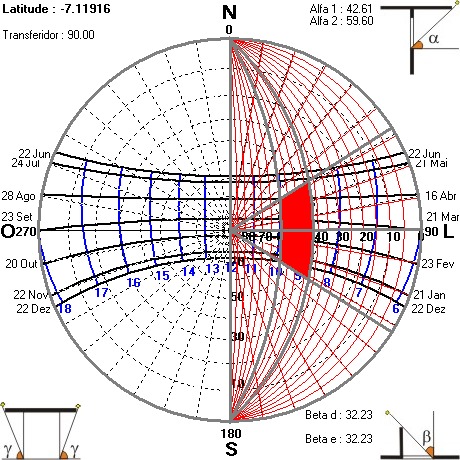 Latitude : -7.11916
Transferidor : 90.00
N
0
Alfa 1 : 42.61
Alfa 2 : 59.60
α
22 Jun
24 Jul
22 Jun
21 Mai
28 Ago
16 Abr
23 Set
21 Mar
O 270
40 30 20 10
90 L
20 Out
23 Fev
22 Nov
21 Jan
22 Dez
22 Dez
18 17 16 15 14 13 12 11 10 9 8 7 6
50
30
10
180
S
Beta d : 32.23
Beta e : 32.23
β
γ γ